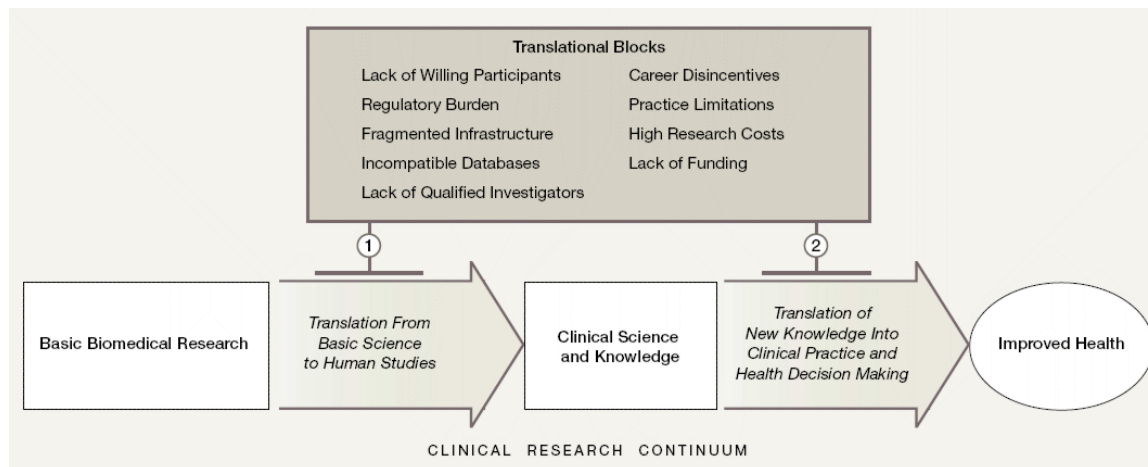 Translational Blocks
Lack of Willing Participants
Regulatory Burden
Fragmented Infrastructure
Incompatible Databases
Lack of Qualified Investigators
Career Disincentives
Practice Limitations
High Research Costs
Lack of Funding
1
2
Basic Biomedical Research
Translation From
Basic Science
to Human Studies
Clinical Science
and Knowledge
Translation of
New Knowledge Into
Clinical Practice and
Health Decision Making
Improved Health
CLINICAL RESEARCH CONTINUUM